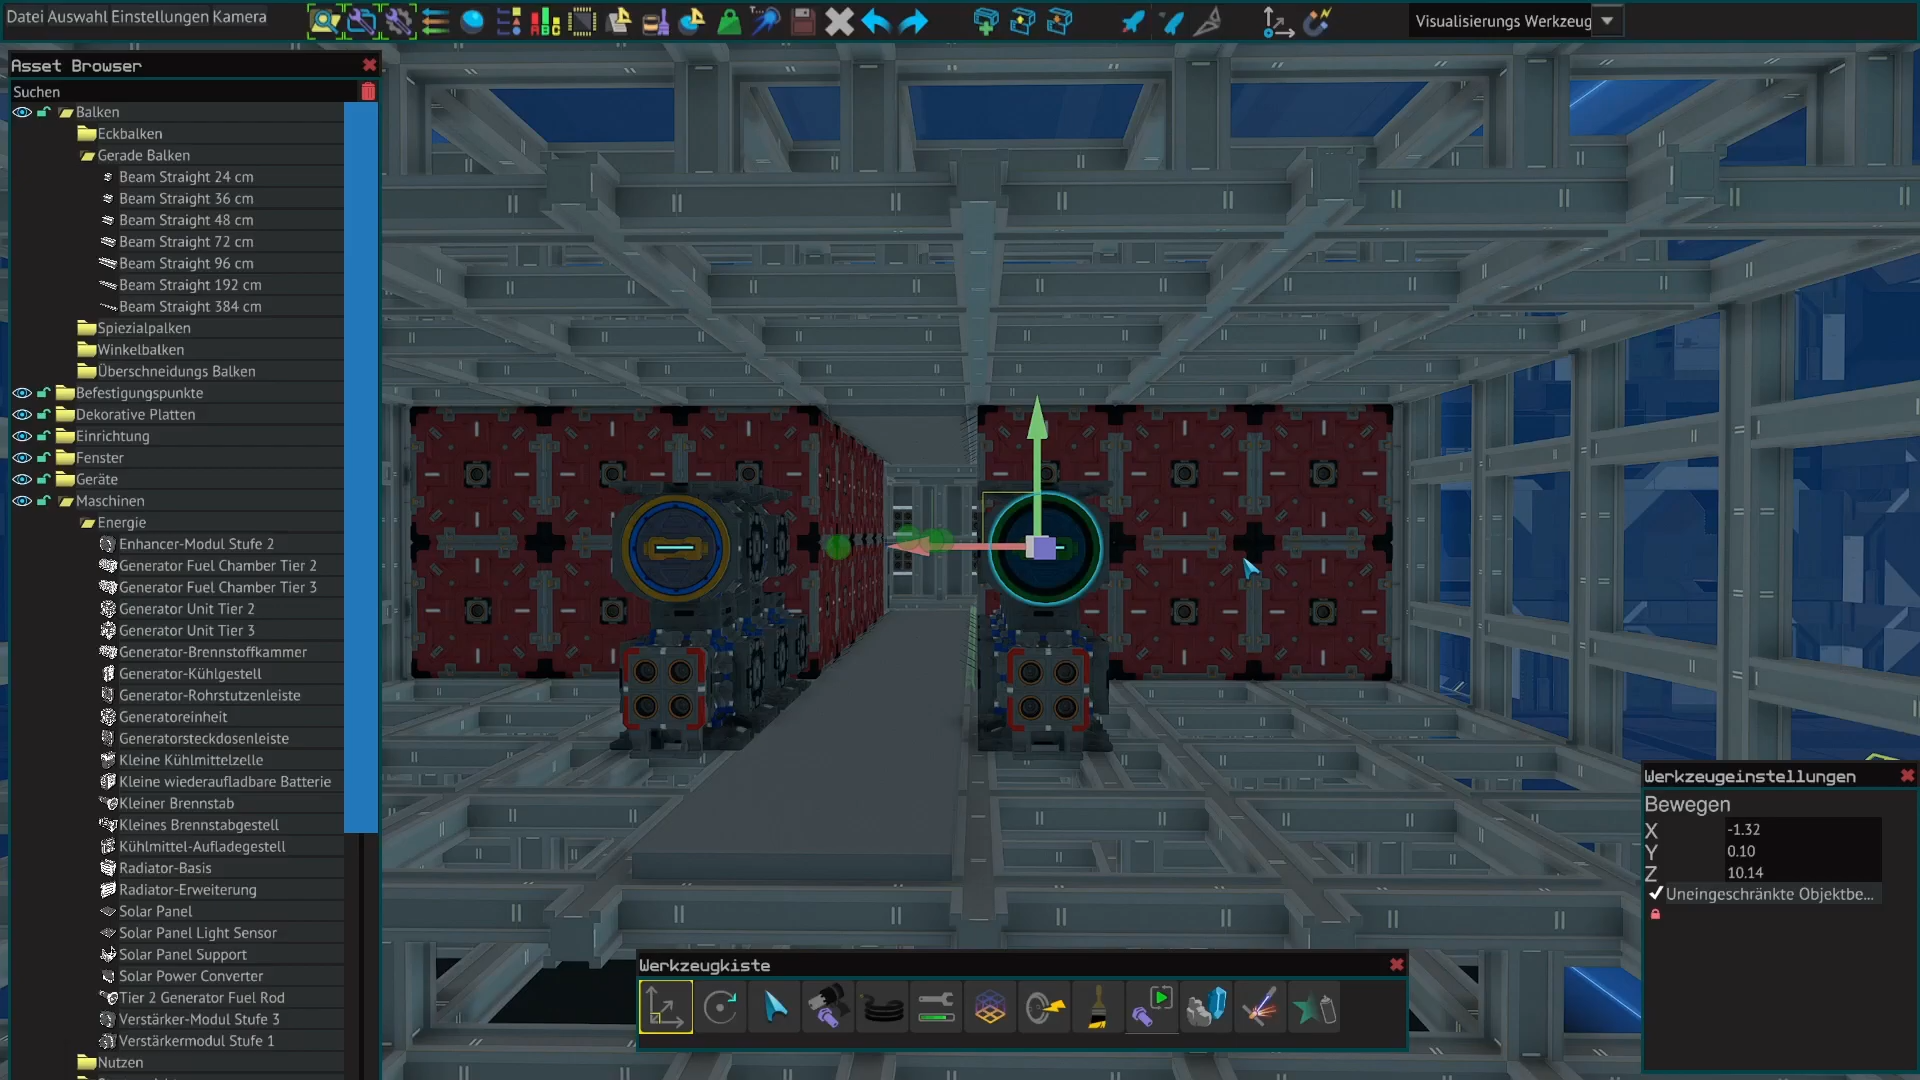 Datei Auswahl Einstellungen Kamera
Visualisierungs Werkzeug
Asset Browser
Suchen
Balken
Eckbalken
Gerade Balken
Beam Straight 24 cm
Beam Straight 36 cm
Beam Straight 48 cm
Beam Straight 72 cm
Beam Straight 96 cm
Beam Straight 192 cm
Beam Straight 384 cm
Spiezialpalken
Winkelbalken
Überschneidungs Balken
Befestigungspunkte
Dekorative Platten
Einrichtung
Fenster
Geräte
Maschinen
Energie
Enhancer-Modul Stufe 2
Generator Fuel Chamber Tier 2
Generator Fuel Chamber Tier 3
Generator Unit Tier 2
Generator Unit Tier 3
Generator-Brennstoffkammer
Generator-Kühlgestell
Generator-Rohrstutzenleiste
Generatoreinheit
Generatorsteckdosenleiste
Kleine Kühlmittelzelle
Kleine wiederaufladbare Batterie
Kleiner Brennstab
Kleines Brennstabgestell
Kühlmittel-Aufladegestell
Radiator-Basis
Radiator-Erweiterung
Solar Panel
Solar Panel Light Sensor
Solar Panel Support
Solar Power Converter
Tier 2 Generator Fuel Rod
Verstärker-Modul Stufe 3
Verstärkermodul Stufe 1
Nutzen
Werkzeugkiste
Werkzeugeinstellungen
Bewegen
X -1.32
Y 0.10
Z 10.14
Uneingeschränkte Objektbe...